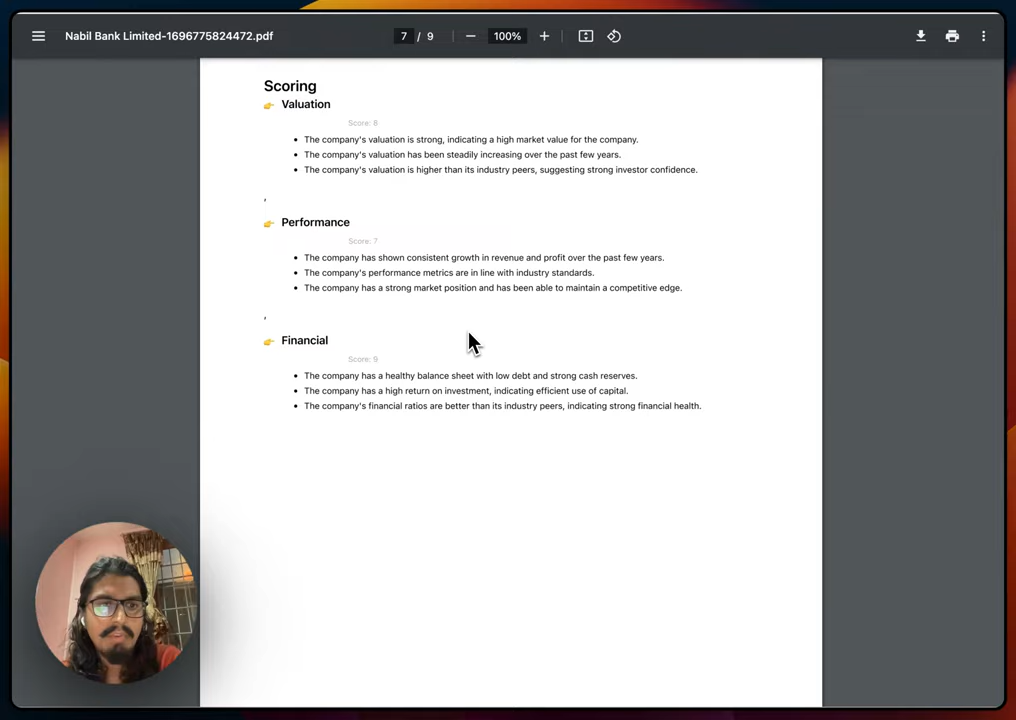 Nabil Bank Limited-1696775824472.pdf
7 / 9
100%
Scoring
Valuation
Score: 8
• The company's valuation is strong, indicating a high market value for the company.
• The company's valuation has been steadily increasing over the past few years.
• The company's valuation is higher than its industry peers, suggesting strong investor confidence.
,
Performance
Score: 7
• The company has shown consistent growth in revenue and profit over the past few years.
• The company's performance metrics are in line with industry standards.
• The company has a strong market position and has been able to maintain a competitive edge.
,
Financial
Score: 9
• The company has a healthy balance sheet with low debt and strong cash reserves.
• The company has a high return on investment, indicating efficient use of capital.
• The company's financial ratios are better than its industry peers, indicating strong financial health.